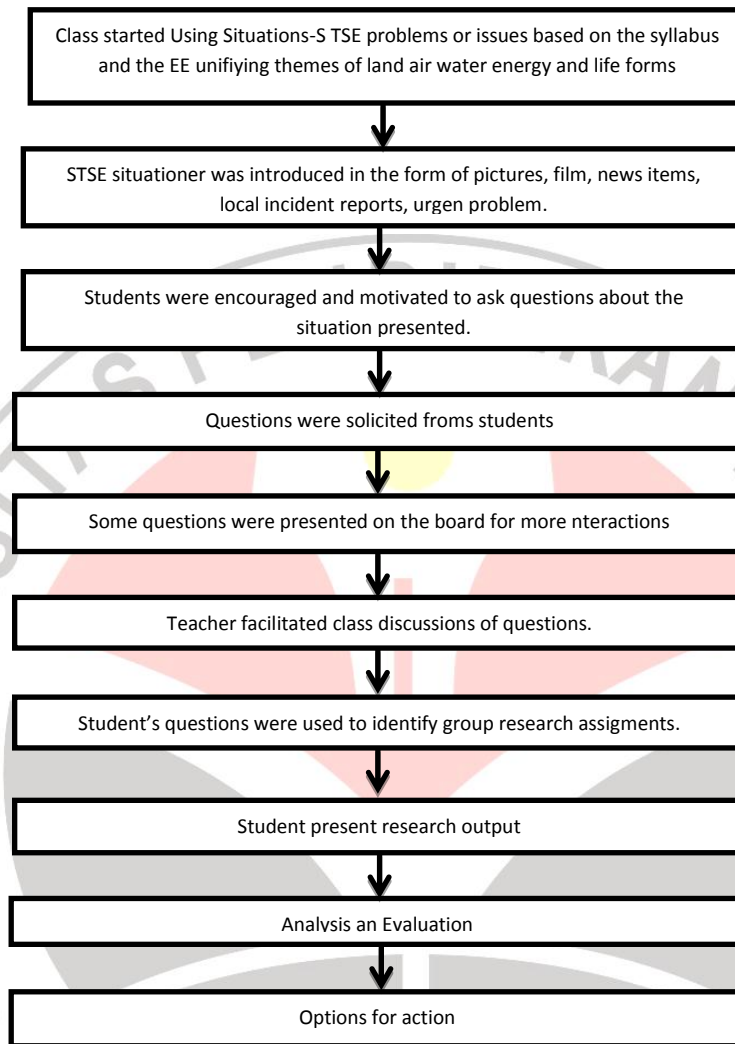 Class started Using Situations-S TSE problems or issues based on the syllabus
and the EE unifiying themes of land air water energy and life forms
STSE situationer was introduced in the form of pictures, film, news items,
local incident reports, urgen problem.
Students were encouraged and motivated to ask questions about the
situation presented.
Questions were solicited froms students
Some questions were presented on the board for more nteractions
Teacher facilitated class discussions of questions.
Student’s questions were used to identify group research assigments.
Student present research output
Analysis an Evaluation
Options for action